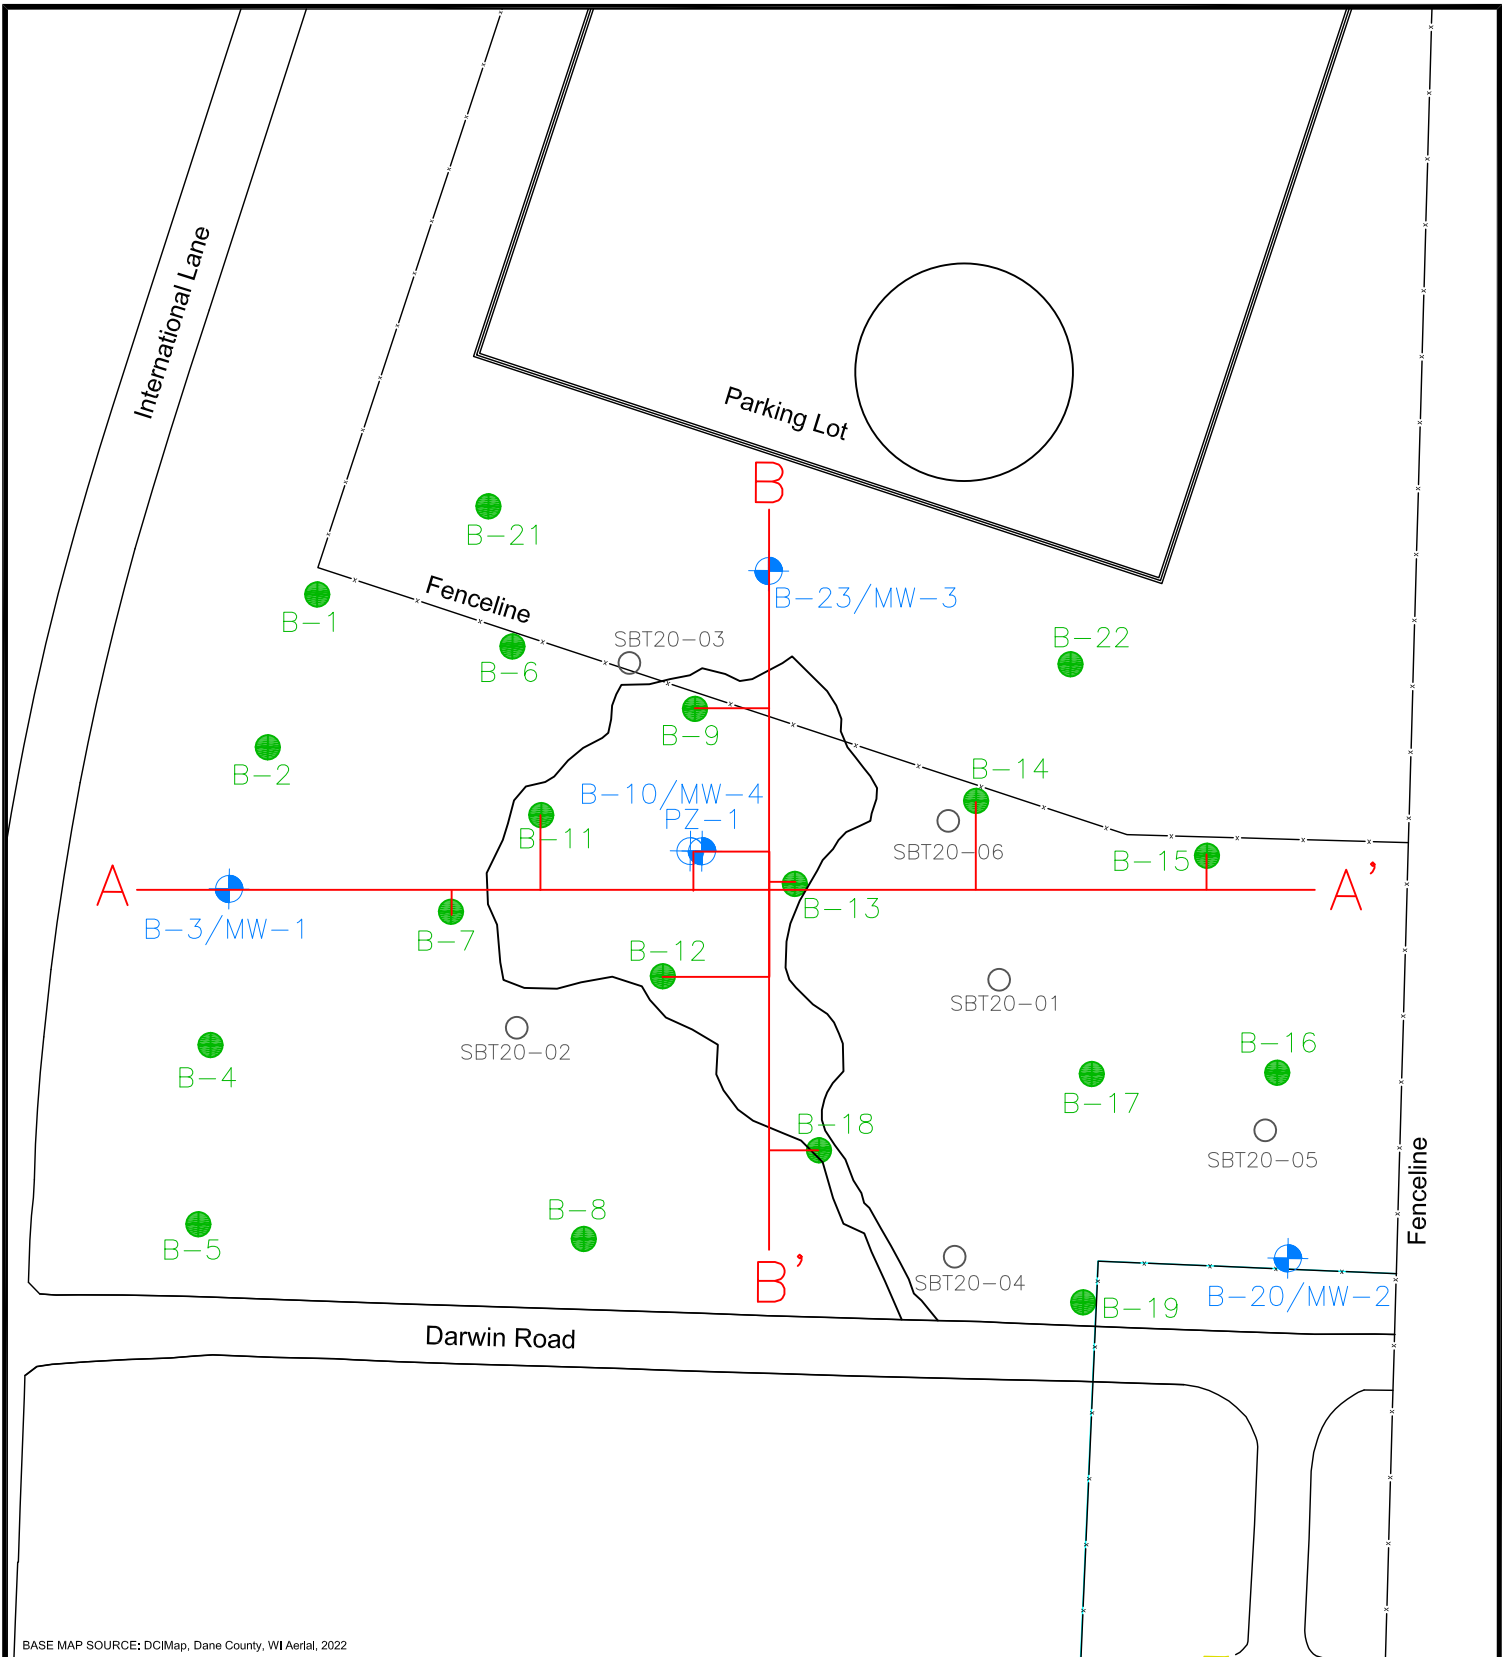 International Lane
Parking Lot
B
B-21
B-23/MW-3
B-1
Fenceline
SBT20-03
B-22
B-6
B-9
B-2
B-14
B-10/MW-4
PZ-1
B-11
SBT20-06
B-15
A
A'
B-13
B-3/MW-1
B-7
B-12
SBT20-01
SBT20-02
B-16
B-4
B-17
B-18
SBT20-05
Fenceline
B-8
B-5
B'
SBT20-04
B-20/MW-2
B-19
Darwin Road
BASE MAP SOURCE: DCiMap, Dane County, WI Aerial, 2022